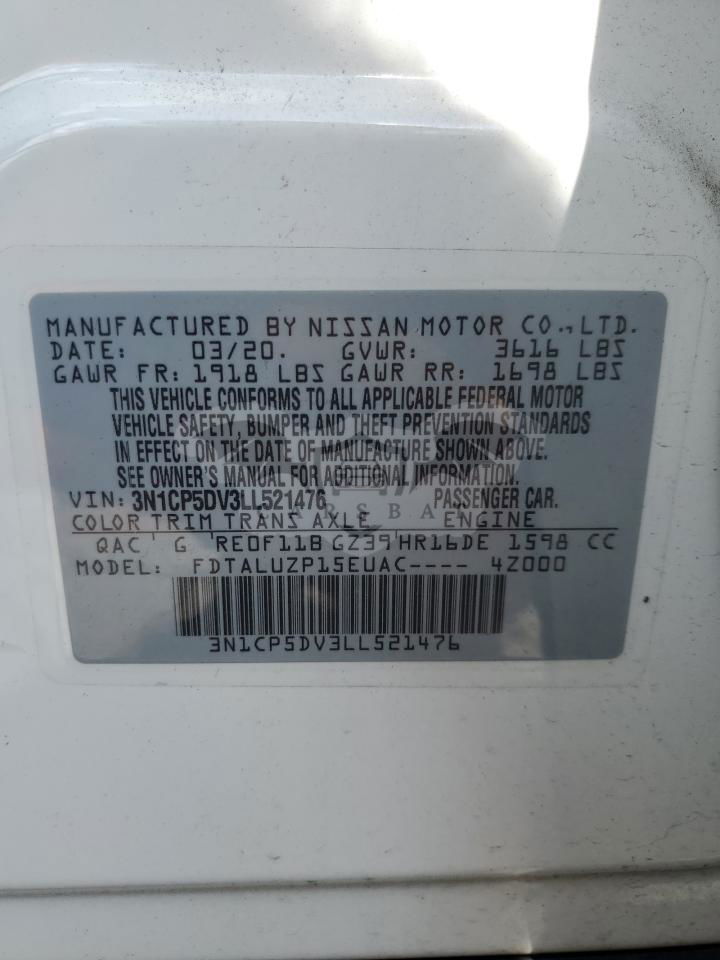 MANUFACTURED BY NISSAN MOTOR CO., LTD.
DATE: 03/20. GVWR: 3616 LBS
GAWR FR: 1918 LBS GAWR RR: 1698 LBS
THIS VEHICLE CONFORMS TO ALL APPLICABLE FEDERAL MOTOR
VEHICLE SAFETY, BUMPER AND THEFT PREVENTION STANDARDS
IN EFFECT ON THE DATE OF MANUFACTURE SHOWN ABOVE.
SEE OWNER'S MANUAL FOR ADDITIONAL INFORMATION.
VIN: 3N1CP5DV3LL521476 PASSENGER CAR.
COLOR TRIM TRANS AXLE ENGINE
QAC G RE0F11B GZ39 HR16DE 1598 CC
MODEL: FDTALUZP15EUAC---- 4Z000
3N1CP5DV3LL521476